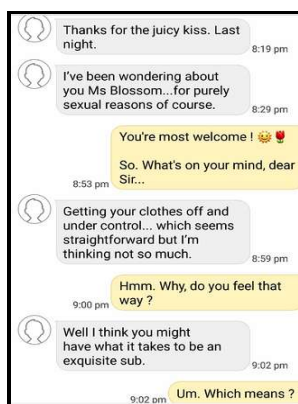 Thanks for the juicy kiss. Last
night.
8:19 pm
I've been wondering about
you Ms Blossom...for purely
sexual reasons of course.
8:29 pm
You're most welcome ! 🌞🌷
So. What's on your mind, dear
Sir...
8:53 pm
Getting your clothes off and
under control... which seems
straightforward but I'm
thinking not so much.
8:59 pm
Hmm. Why, do you feel that
way ?
9:00 pm
Well I think you might
have what it takes to be an
exquisite sub.
9:02 pm
Um. Which means ?
9:02 pm